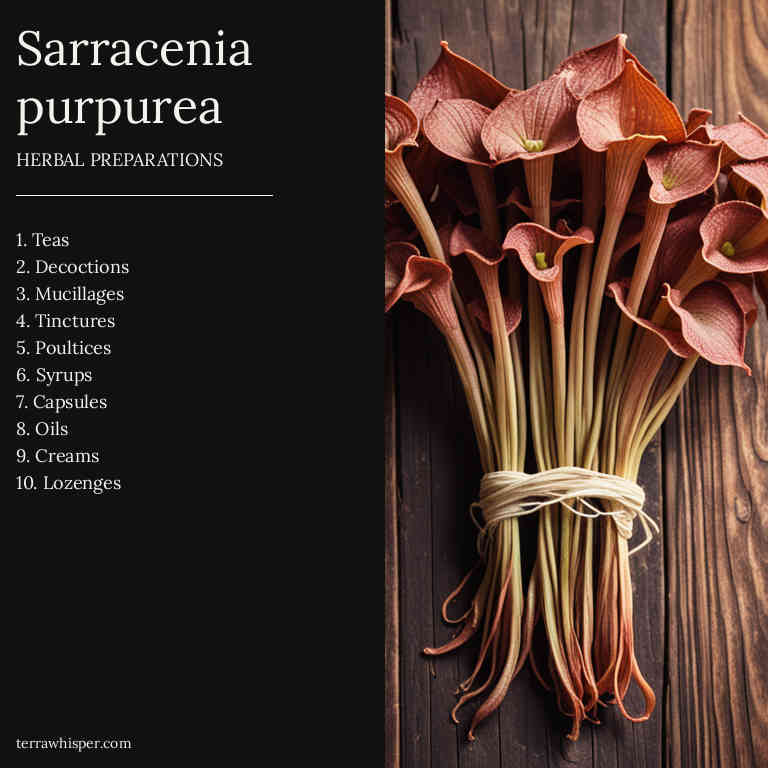 Sarracenia
purpurea
HERBAL PREPARATIONS
1. Teas
2. Decoctions
3. Mucillages
4. Tinctures
5. Poultices
6. Syrups
7. Capsules
8. Oils
9. Creams
10. Lozenges
terrawhisper.com